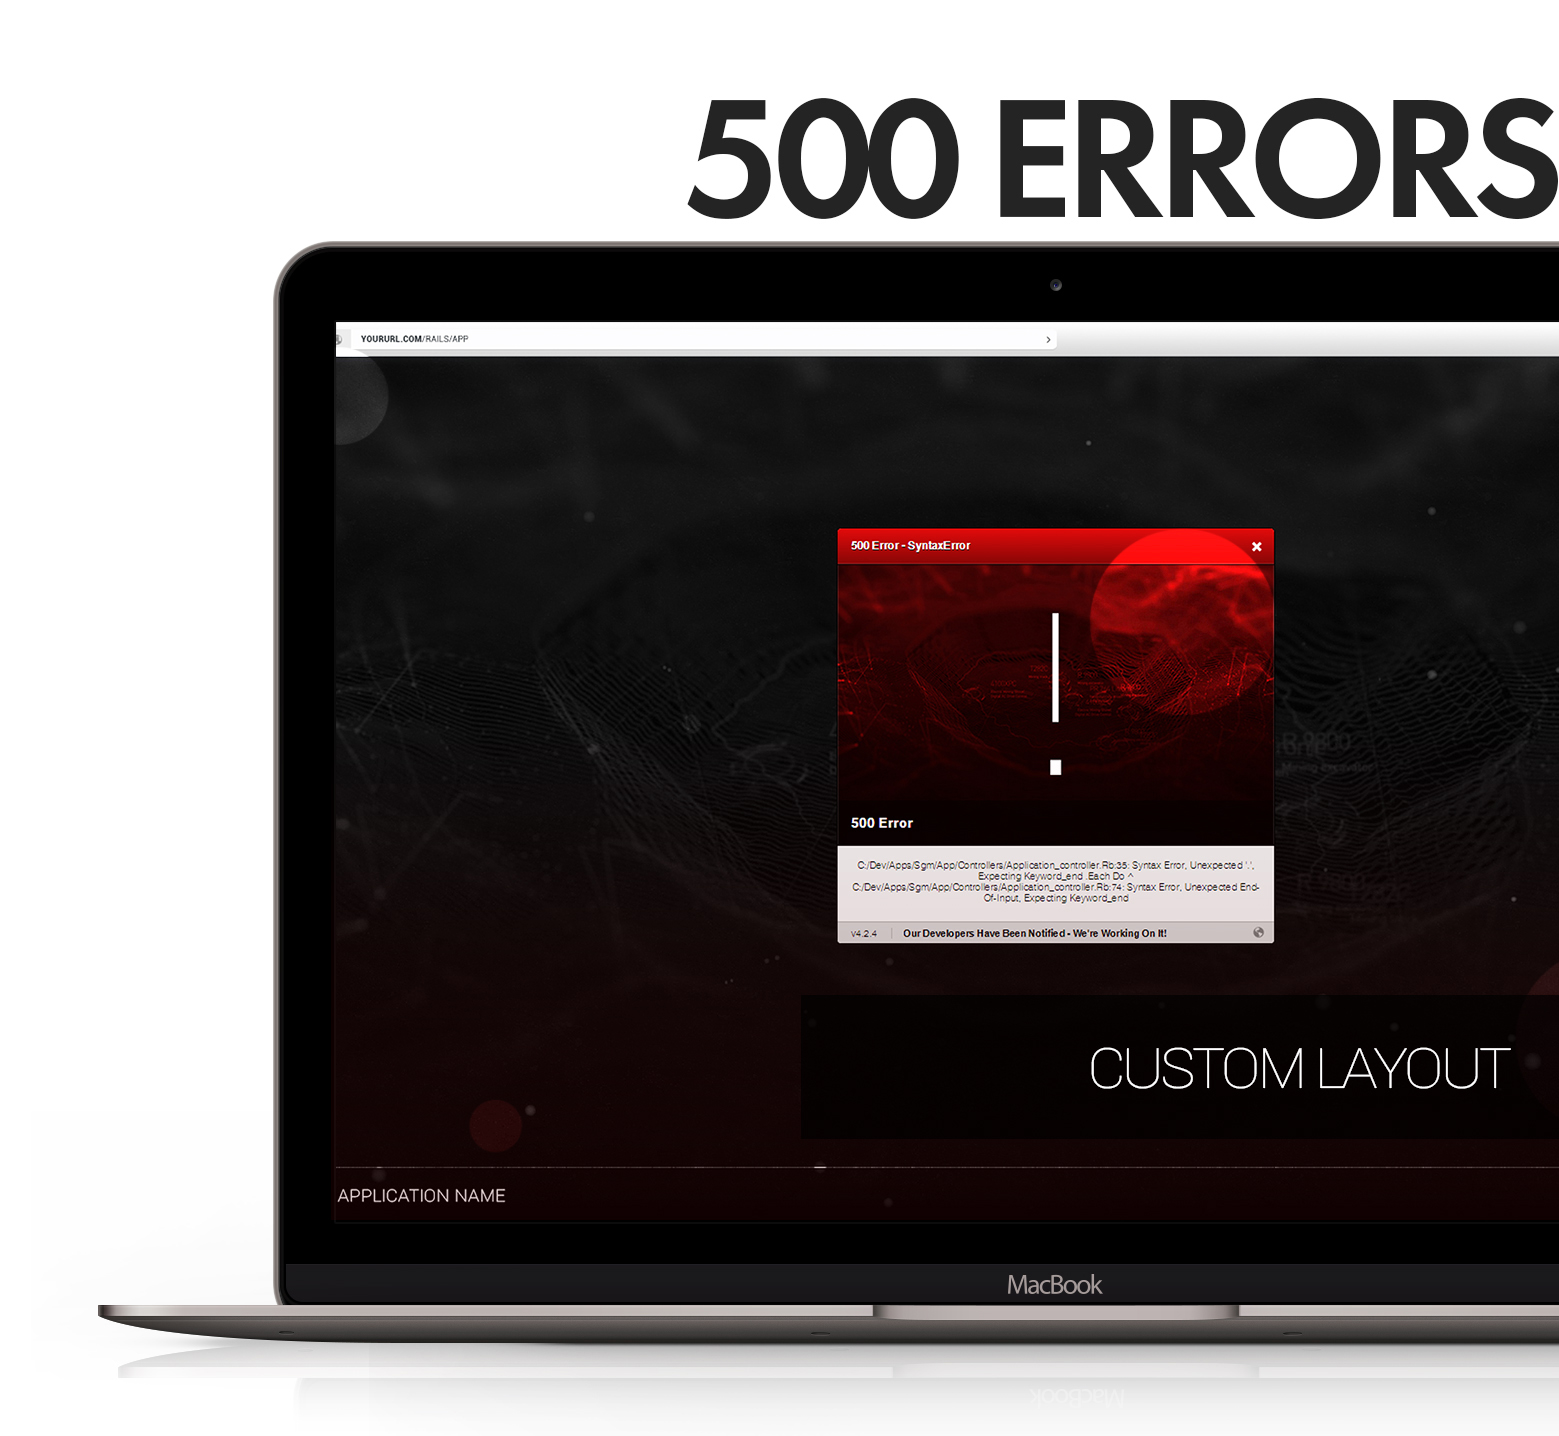 500 ERRORS
YOURURL.COM/RAILS/APP
500 Error - SyntaxError
500 Error
C:/Dev/Apps/Sgm/App/Controllers/Application_controller.Rb:35: Syntax Error, Unexpected '.',
Expecting Keyword_end .Each Do ^
C:/Dev/Apps/Sgm/App/Controllers/Application_controller.Rb:74: Syntax Error, Unexpected End-
Of-Input, Expecting Keyword_end
v4.2.4
Our Developers Have Been Notified - We're Working On It!
CUSTOM LAYOUT
APPLICATION NAME
MacBook